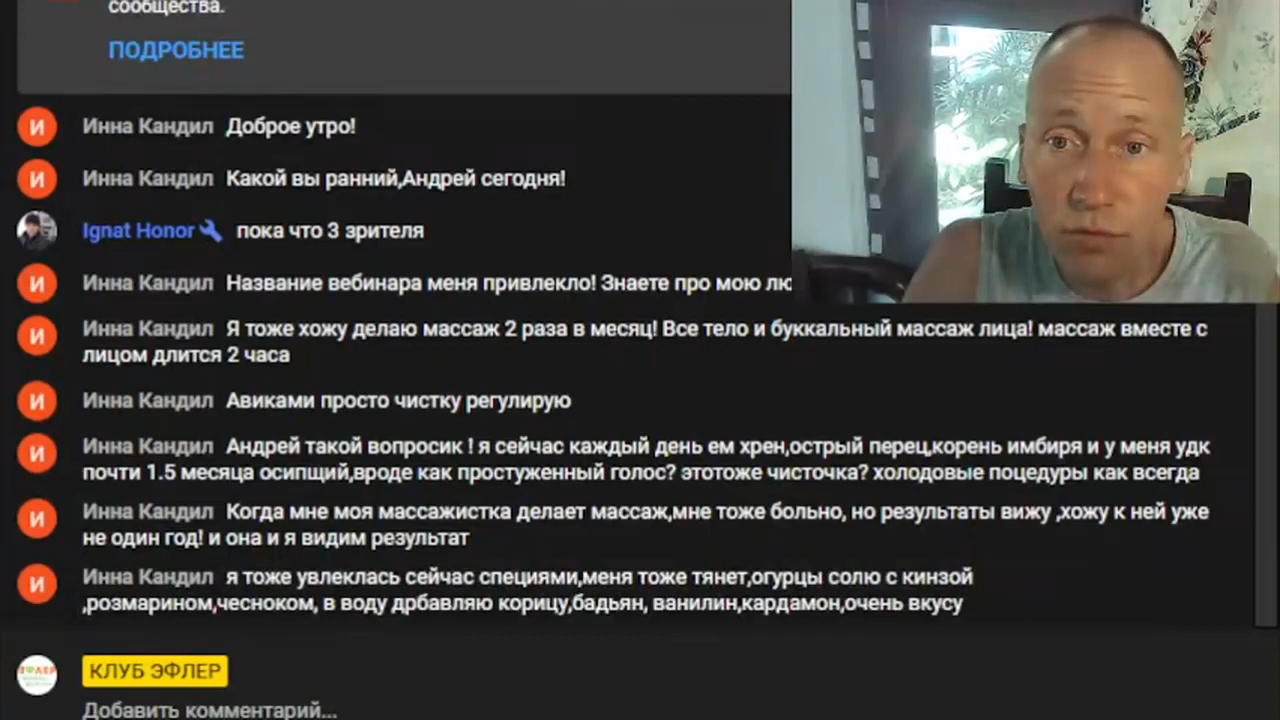 сообщества.
ПОДРОБНЕЕ
И Инна Кандил Доброе утро!
И Инна Кандил Какой вы ранний,Андрей сегодня!
Ignat Honor пока что 3 зрителя
И Инна Кандил Название вебинара меня привлекло! Знаете про мою лю
И Инна Кандил Я тоже хожу делаю массаж 2 раза в месяц! Все тело и буккальный массаж лица! массаж вместе с
лицом длится 2 часа
И Инна Кандил Авиками просто чистку регулирую
И Инна Кандил Андрей такой вопросик ! я сейчас каждый день ем хрен,острый перец,корень имбиря и у меня удк
почти 1.5 месяца осипщий,вроде как простуженный голос? этотоже чисточка? холодовые поцедуры как всегда
И Инна Кандил Когда мне моя массажистка делает массаж,мне тоже больно, но результаты вижу ,хожу к ней уже
не один год! и она и я видим результат
И Инна Кандил я тоже увлеклась сейчас специями,меня тоже тянет,огурцы солю с кинзой
,розмарином,чесноком, в воду дрбавляю корицу,бадьян, ванилин,кардамон,очень вкусу
ЭФЛЕР КЛУБ ЭФЛЕР
Добавить комментарий...